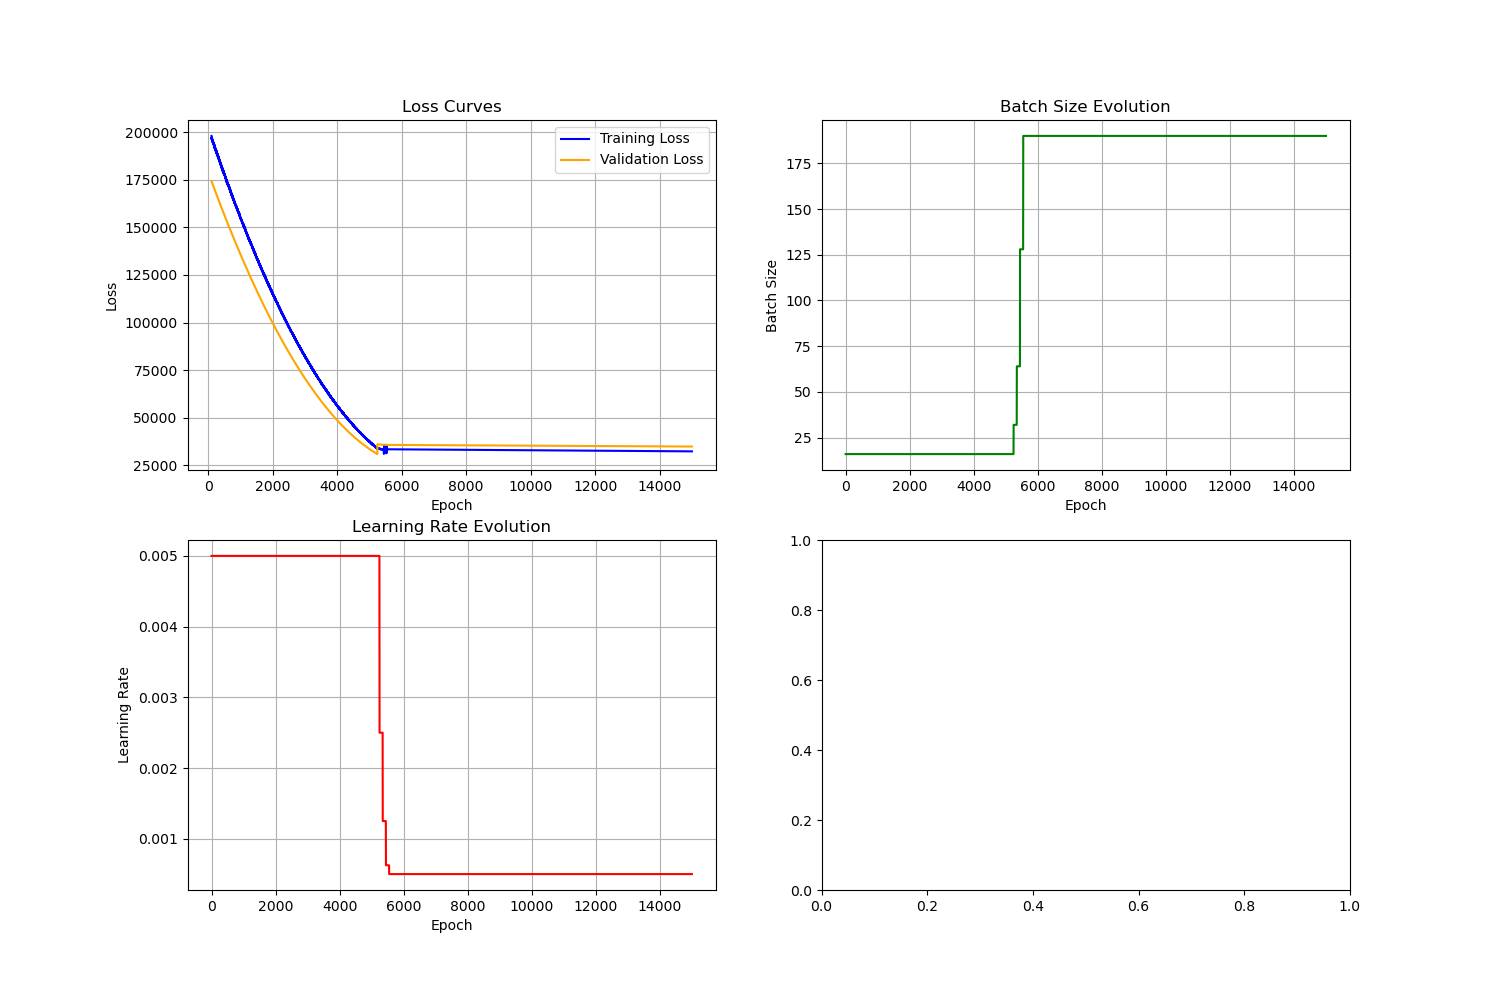 Loss Curves
200000
175000
150000
125000
100000
75000
50000
25000
Loss
Training Loss
Validation Loss
0 2000 4000 6000 8000 10000 12000 14000
Epoch
Batch Size Evolution
175
150
125
100
75
50
25
Batch Size
0 2000 4000 6000 8000 10000 12000 14000
Epoch
Learning Rate Evolution
0.005
0.004
0.003
0.002
0.001
Learning Rate
0 2000 4000 6000 8000 10000 12000 14000
Epoch
1.0
0.8
0.6
0.4
0.2
0.0
0.0 0.2 0.4 0.6 0.8 1.0